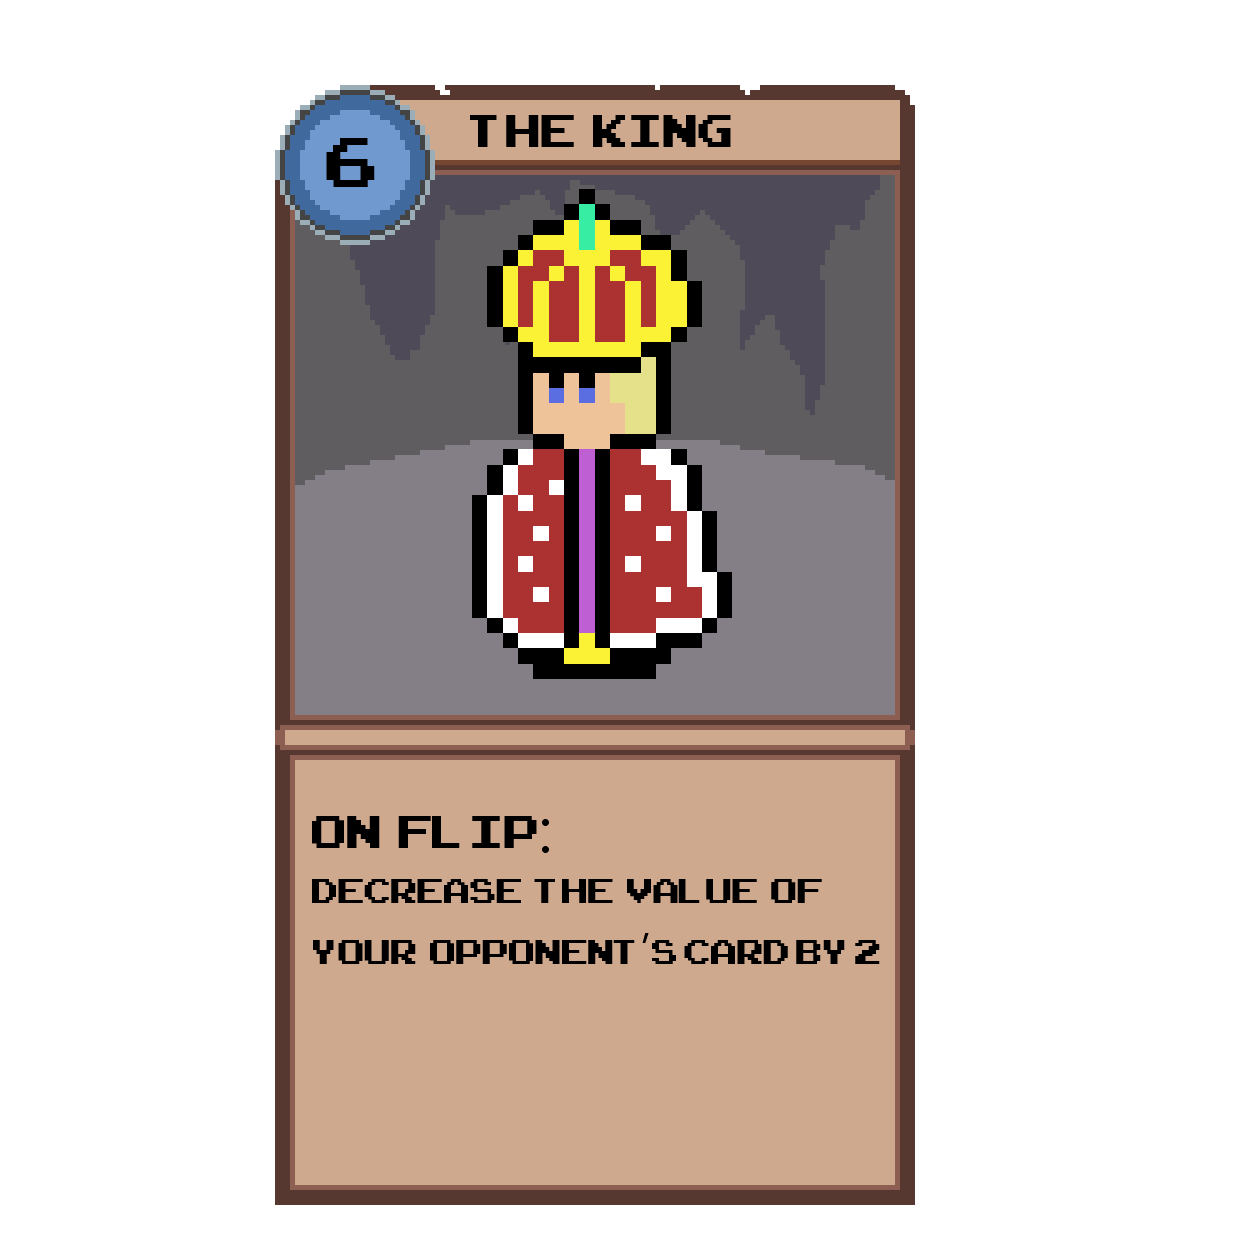 6
THE KING
ON FLIP:
DECREASE THE VALUE OF
YOUR OPPONENT'S CARD BY 2